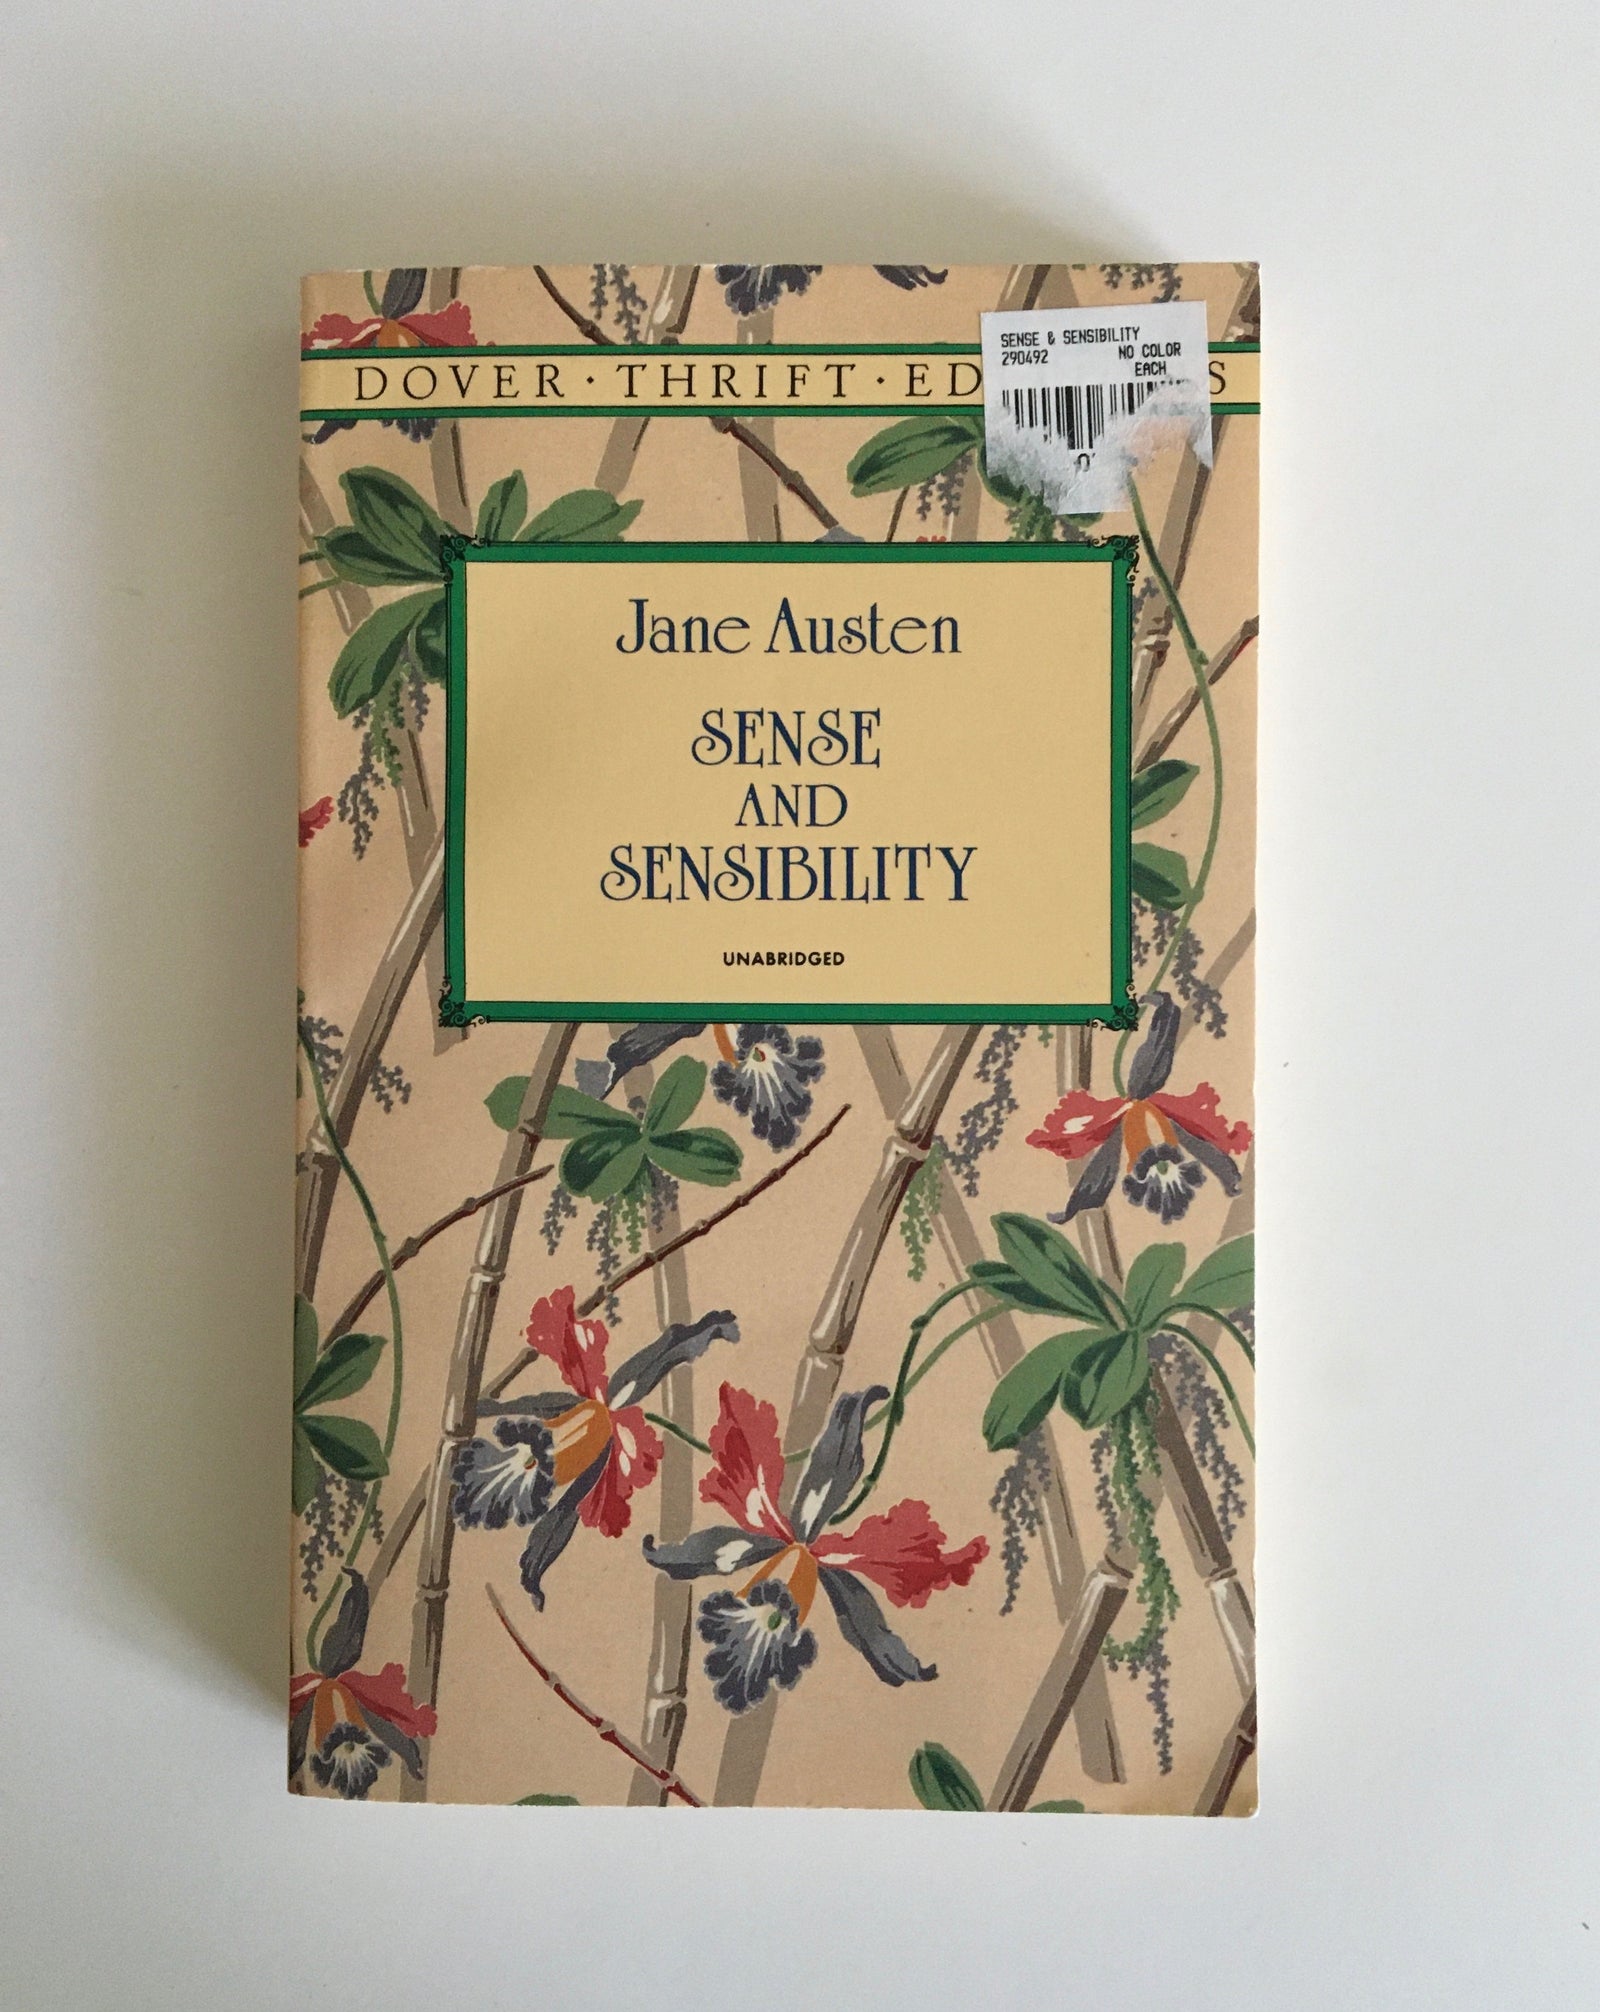 SENSE & SENSIBILITY
290492 NO COLOR
EACH
DOVER · THRIFT · ED S
Jane Austen
SENSE
AND
SENSIBILITY
UNABRIDGED